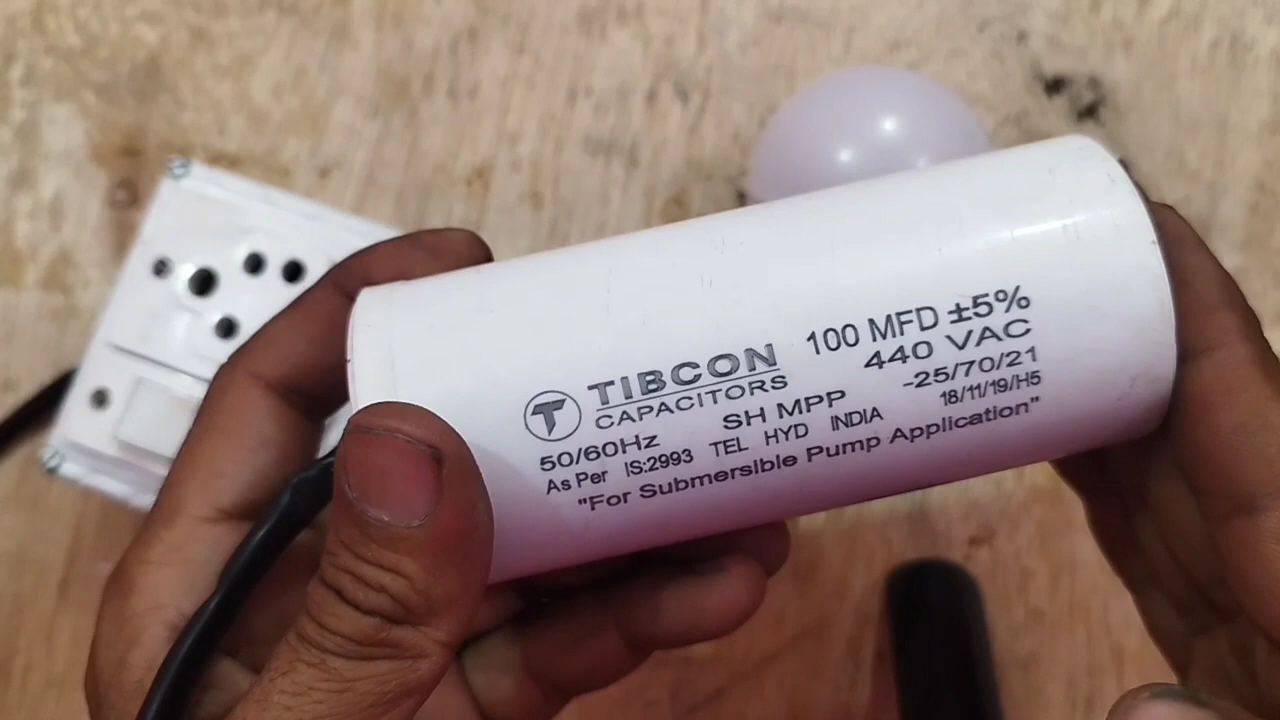 TIBCON
CAPACITORS
100 MFD ±5%
440 VAC
50/60Hz SH MPP -25/70/21
As Per IS:2993 TEL HYD INDIA 18/11/19/H5
"For Submersible Pump Application"